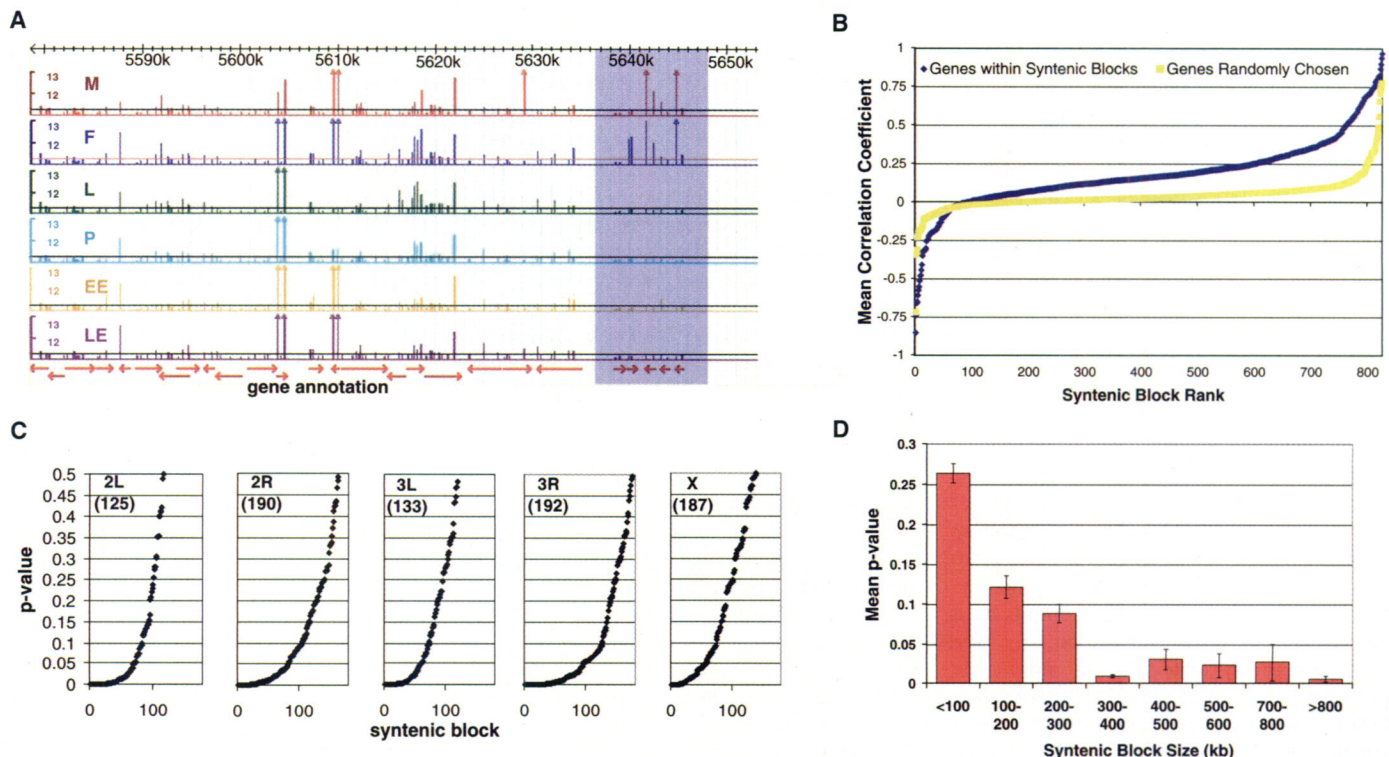 A
5590k 5600k 5610k 5620k 5630k 5640k 5650k
13
12
M
13
12
F
13
12
L
13
12
P
13
12
EE
13
12
LE
gene annotation
B
Mean Correlation Coefficient
1
0.75
0.5
0.25
0
-0.25
-0.5
-0.75
-1
Genes within Syntenic Blocks Genes Randomly Chosen
0 100 200 300 400 500 600 700 800
Syntenic Block Rank
C
p-value
0.5
0.45
0.4
0.35
0.3
0.25
0.2
0.15
0.1
0.05
0
2L
(125)
2R
(190)
3L
(133)
3R
(192)
X
(187)
0 100 0 100 0 100 0 100 0 100
syntenic block
D
Mean p-value
0.3
0.25
0.2
0.15
0.1
0.05
0
<100 100-200 200-300 300-400 400-500 500-600 700-800 >800
Syntenic Block Size (kb)